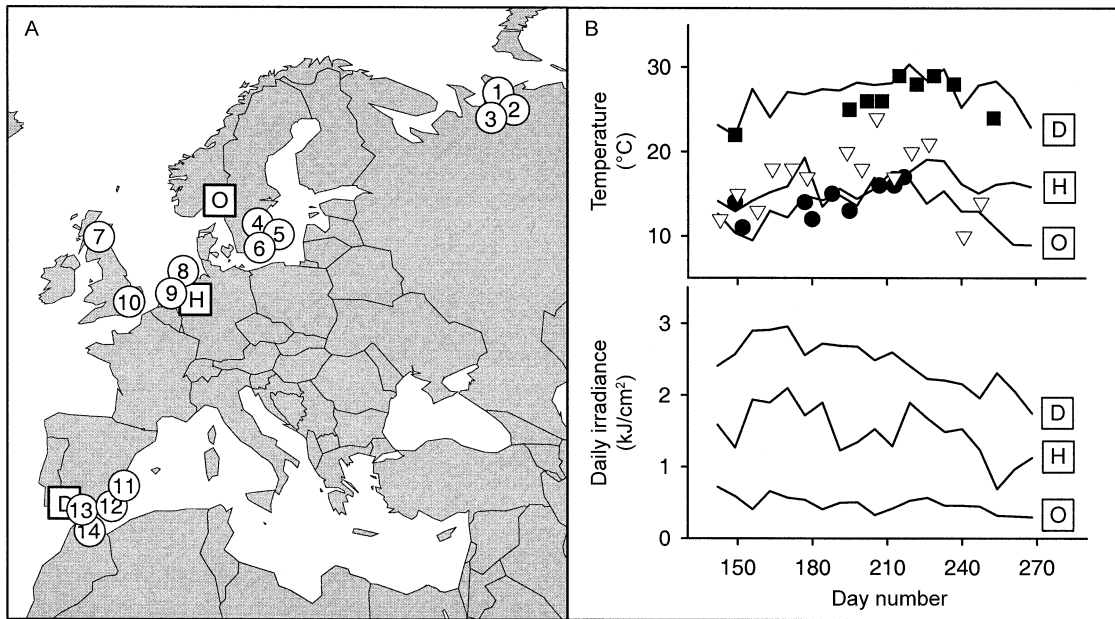 A
1
2
3
O
4
5
6
7
8
9
H
10
11
D
13
12
14
B
30
20
10
Temperature
(°C)
D
H
O
3
2
1
0
Daily irradiance
(kJ/cm²)
D
H
O
150 180 210 240 270
Day number